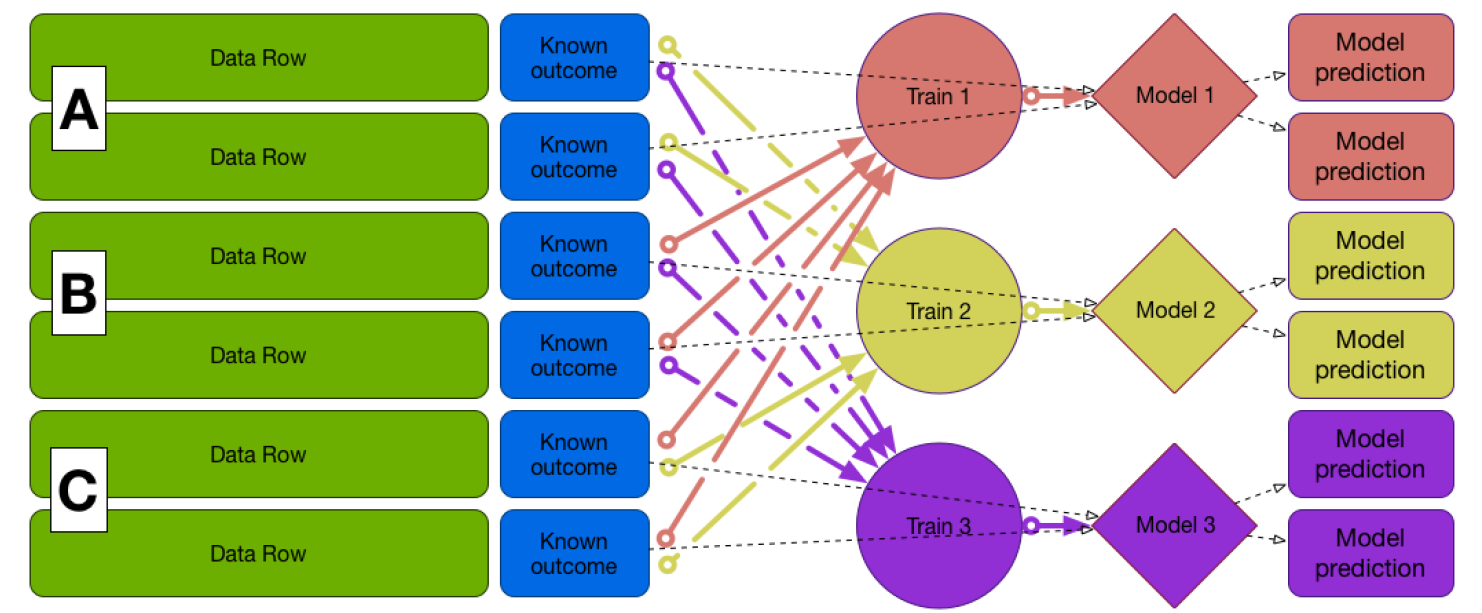 A
B
C
Data Row
Data Row
Data Row
Data Row
Data Row
Data Row
Known
outcome
Known
outcome
Known
outcome
Known
outcome
Known
outcome
Known
outcome
Train 1
Train 2
Train 3
Model 1
Model 2
Model 3
Model
prediction
Model
prediction
Model
prediction
Model
prediction
Model
prediction
Model
prediction